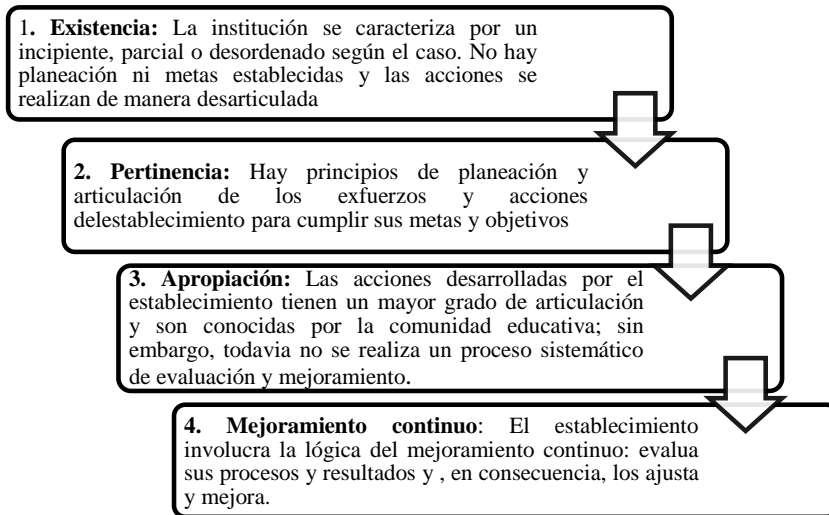 1. Existencia: La institución se caracteriza por un
incipiente, parcial o desordenado según el caso. No hay
planeación ni metas establecidas y las acciones se
realizan de manera desarticulada
2. Pertinencia: Hay principios de planeación y
articulación de los exfuerzos y acciones
delestablecimiento para cumplir sus metas y objetivos
3. Apropiación: Las acciones desarrolladas por el
establecimiento tienen un mayor grado de articulación
y son conocidas por la comunidad educativa; sin
embargo, todavia no se realiza un proceso sistemático
de evaluación y mejoramiento.
4. Mejoramiento continuo: El establecimiento
involucra la lógica del mejoramiento continuo: evalua
sus procesos y resultados y , en consecuencia, los ajusta
y mejora.